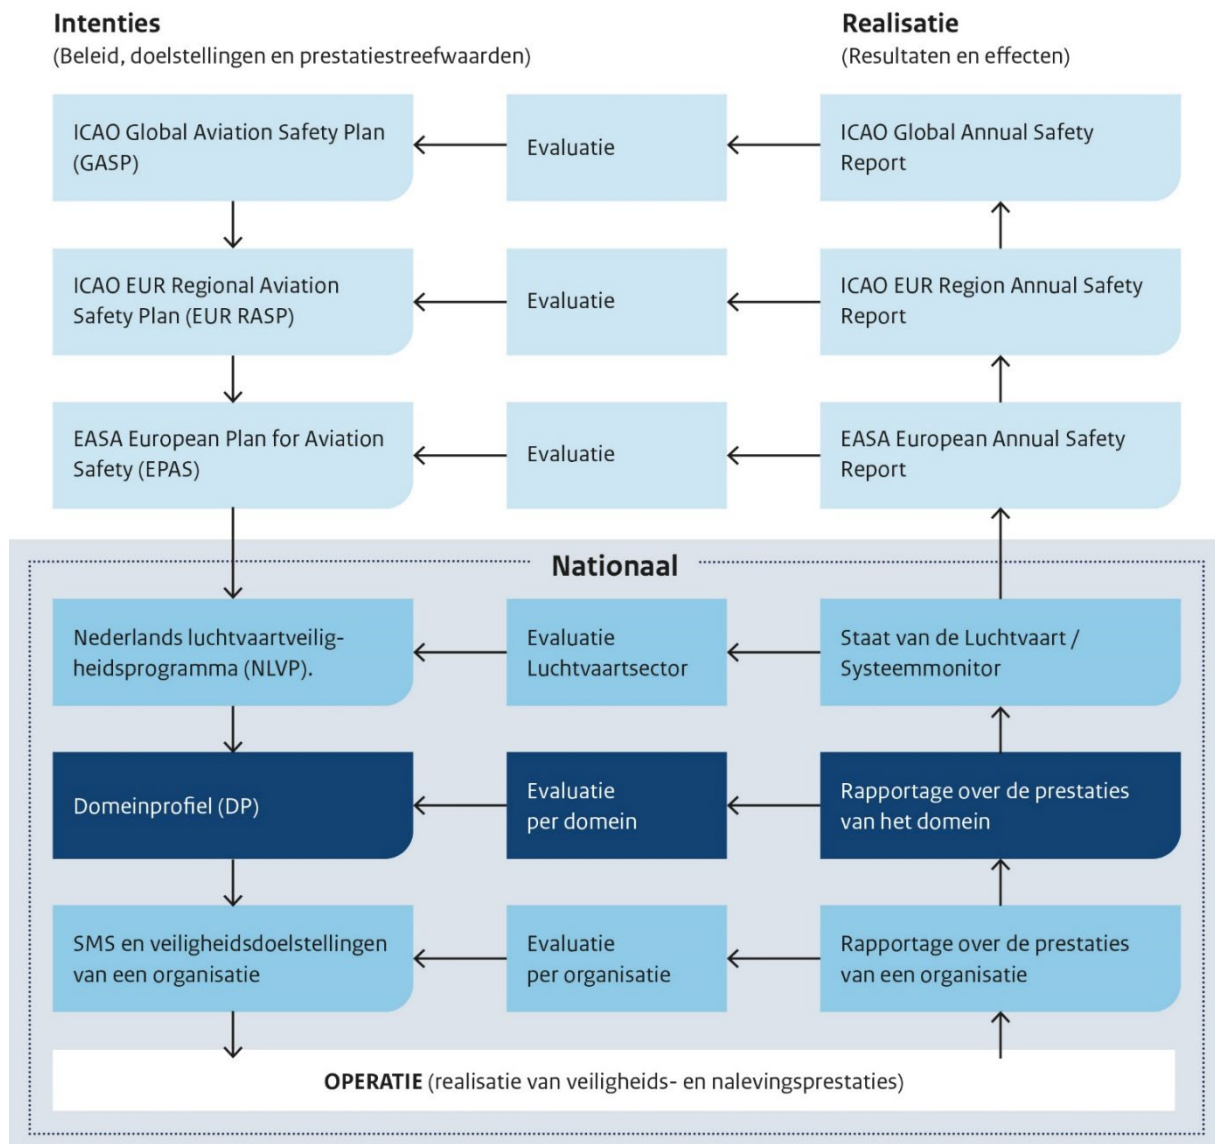 Intenties
(Beleid, doelstellingen en prestatiestreefwaarden)
Realisatie
(Resultaten en effecten)
ICAO Global Aviation Safety Plan
(GASP)
Evaluatie
ICAO Global Annual Safety
Report
ICAO EUR Regional Aviation
Safety Plan (EUR RASP)
Evaluatie
ICAO EUR Region Annual Safety
Report
EASA European Plan for Aviation
Safety (EPAS)
Evaluatie
EASA European Annual Safety
Report
Nationaal
Nederlands luchtvaartveilig-
heidsprogramma (NLVP).
Evaluatie
Luchtvaartsector
Staat van de Luchtvaart /
Systeemmonitor
Domeinprofiel (DP)
Evaluatie
per domein
Rapportage over de prestaties
van het domein
SMS en veiligheidsdoelstellingen
van een organisatie
Evaluatie
per organisatie
Rapportage over de prestaties
van een organisatie
OPERATIE (realisatie van veiligheids- en nalevingsprestaties)